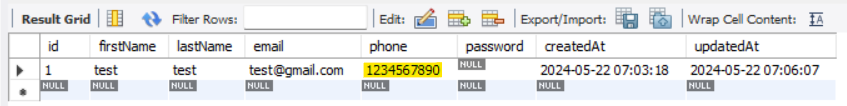 Result Grid Filter Rows: Edit: Export/Import: Wrap Cell Content: IA
id firstName lastName email phone password createdAt updatedAt
1 test test test@gmail.com 1234567890 NULL 2024-05-22 07:03:18 2024-05-22 07:06:07
NULL NULL NULL NULL NULL NULL NULL NULL